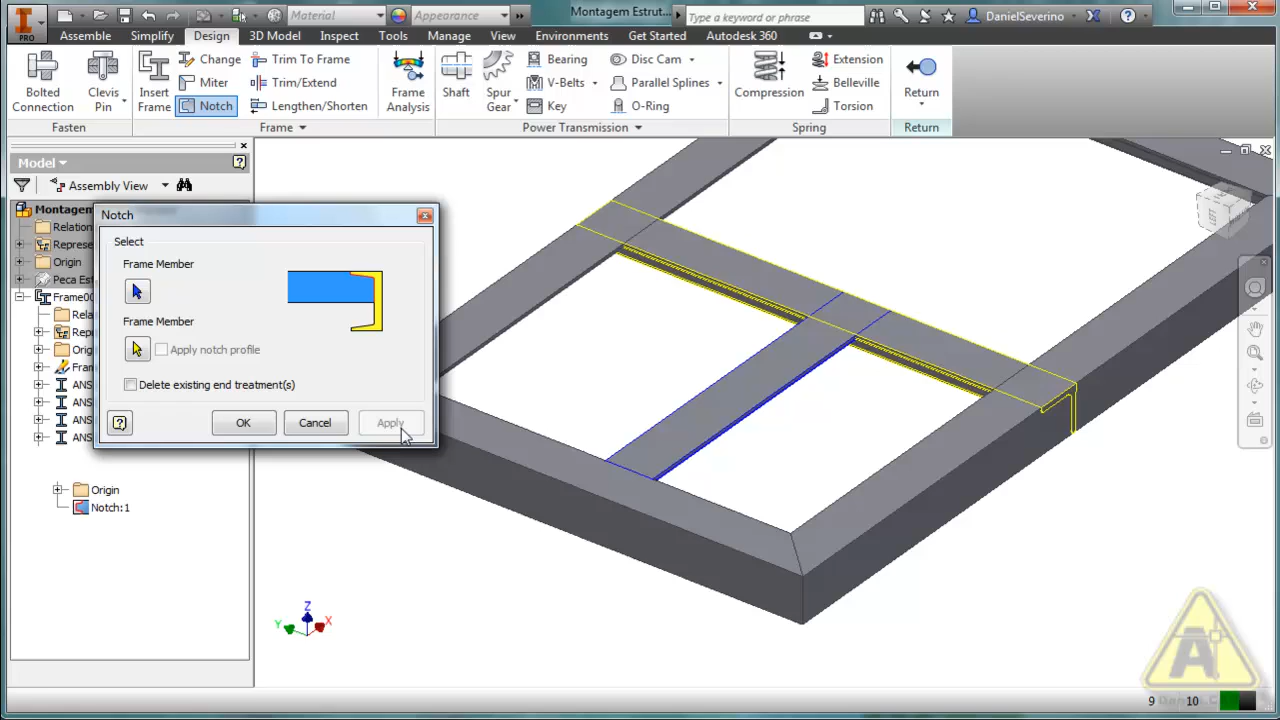 PRO
Material
Appearance
Montagem Estrut
Type a keyword or phrase
DanielSeverino
Assembly Simplify Design 3D Model Inspect Tools Manage View Environments Get Started Autodesk 360
Bolted Connection
Clevis Pin
Insert Frame
Change
Miter
Notch
Trim To Frame
Trim/Extend
Lengthen/Shorten
Frame Analysis
Shaft
Spur Gear
Bearing
V-Belts
Key
Disc Cam
Parallel Splines
O-Ring
Compression
Extension
Belleville
Torsion
Return
Fasten Frame Power Transmission Spring Return
Model
Assembly View
Montagem
Relation
Represe
Origin
Peca Es
Frame00
Rela
Repr
Orig
Fran
ANS
ANS
ANS
ANS
Origin
Notch:1
Notch
Select
Frame Member
Frame Member
Apply notch profile
Delete existing end treatment(s)
OK Cancel Apply
Z
Y
X
E
A
9 10